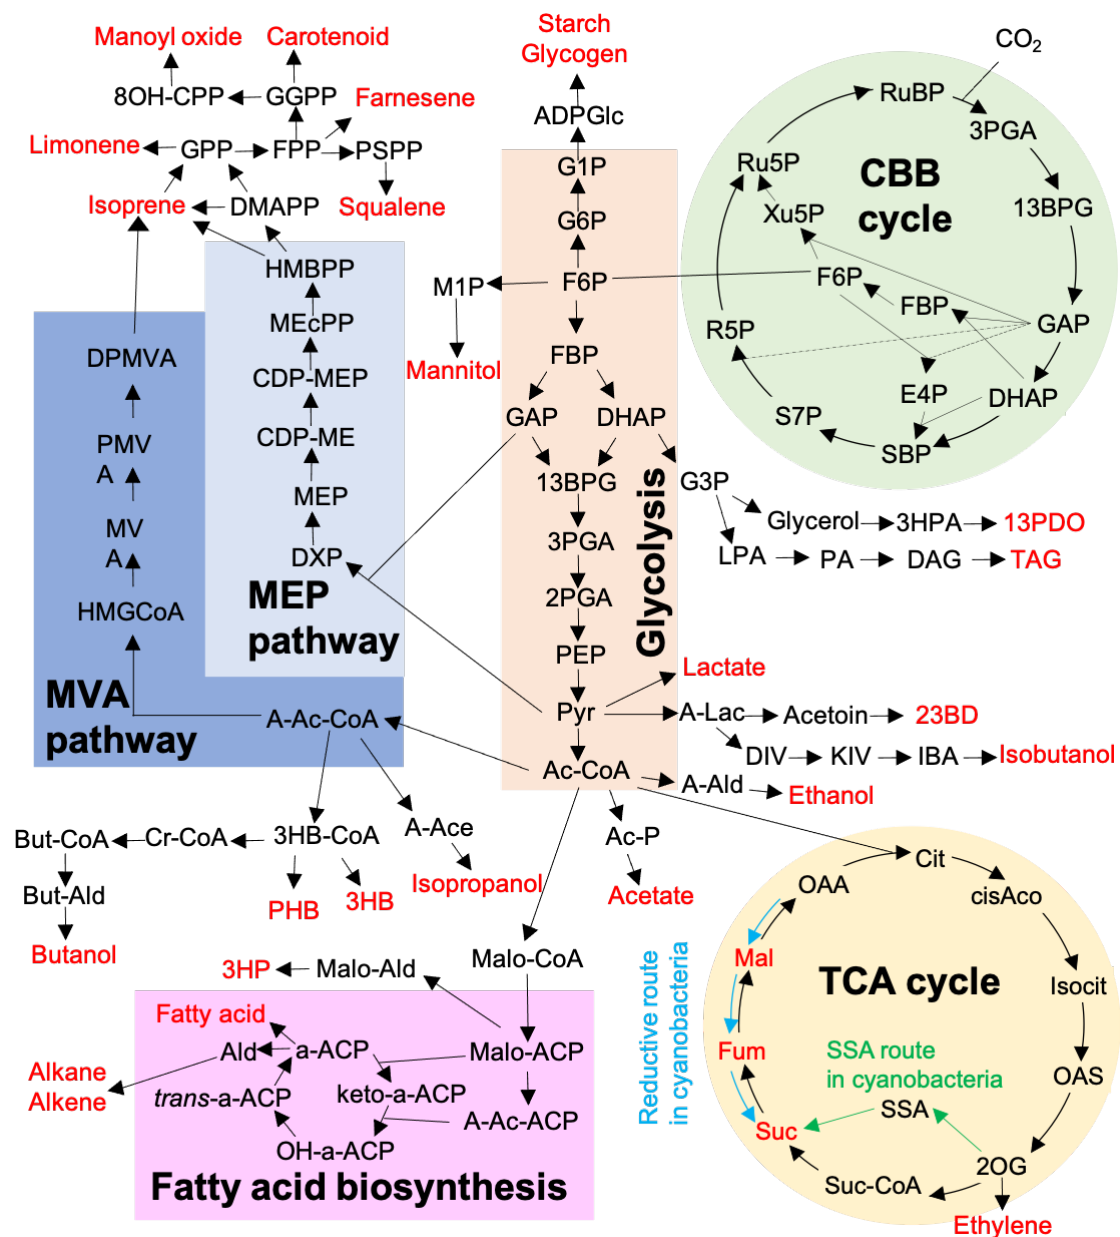 Manoyl oxide
Carotenoid
8OH-CPP
GGPP
Farnesene
Limonene
GPP
FPP
PSPP
Isoprene
DMAPP
Squalene
HMBPP
MEcPP
CDP-MEP
CDP-ME
MEP
DXP
MEP
pathway
DPMVA
PMV
A
MV
A
HMGCoA
MVA
pathway
A-Ac-CoA
Starch
Glycogen
ADPGlc
G1P
G6P
F6P
M1P
Mannitol
FBP
GAP
DHAP
13BPG
3PGA
2PGA
PEP
Pyr
Ac-CoA
Glycolysis
CO2
RuBP
3PGA
13BPG
GAP
DHAP
SBP
S7P
R5P
Ru5P
Xu5P
F6P
FBP
E4P
CBB
cycle
G3P
Glycerol
3HPA
13PDO
LPA
PA
DAG
TAG
Lactate
A-Lac
Acetoin
23BD
DIV
KIV
IBA
Isobutanol
A-Ald
Ethanol
Ac-P
Acetate
But-CoA
Cr-CoA
3HB-CoA
A-Ace
But-Ald
PHB
3HB
Isopropanol
Butanol
3HP
Malo-Ald
Malo-CoA
Fatty acid
Ald
a-ACP
Malo-ACP
Alkane
Alkene
trans-a-ACP
keto-a-ACP
A-Ac-ACP
OH-a-ACP
Fatty acid biosynthesis
Cit
cisAco
Isocit
OAS
2OG
Ethylene
Suc-CoA
Suc
Fum
Mal
OAA
TCA cycle
SSA route
in cyanobacteria
SSA
Reductive route
in cyanobacteria